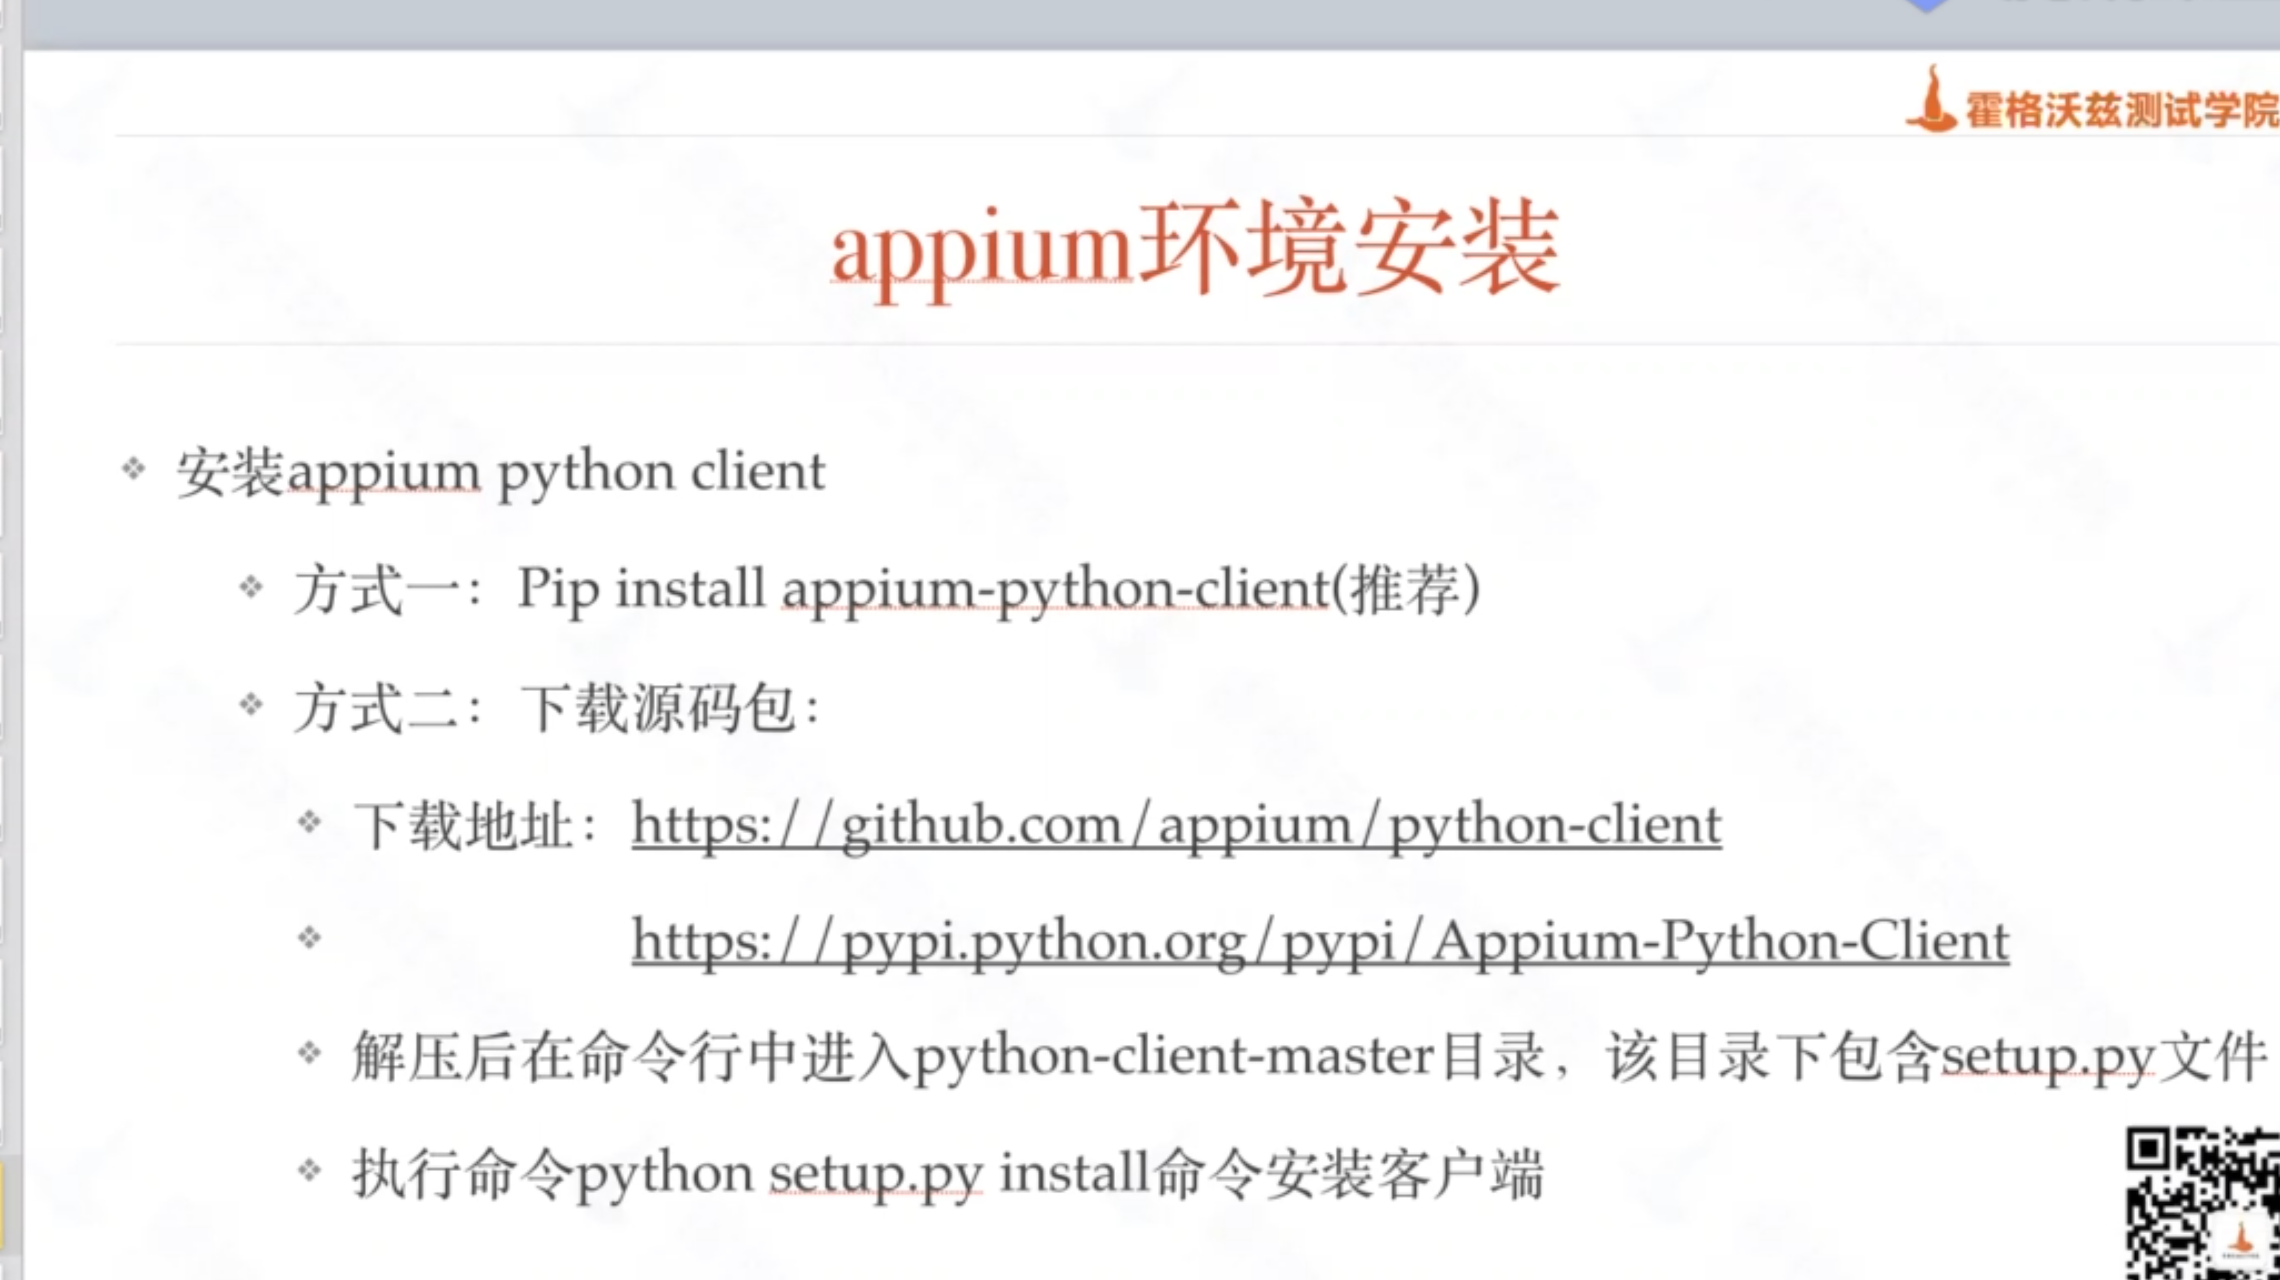 霍格沃兹测试学院
appium环境安装
安装appium python client
方式一：Pip install appium-python-client(推荐)
方式二：下载源码包：
下载地址：https://github.com/appium/python-client
https://pypi.python.org/pypi/Appium-Python-Client
解压后在命令行中进入python-client-master目录，该目录下包含setup.py文件
执行命令python setup.py install命令安装客户端